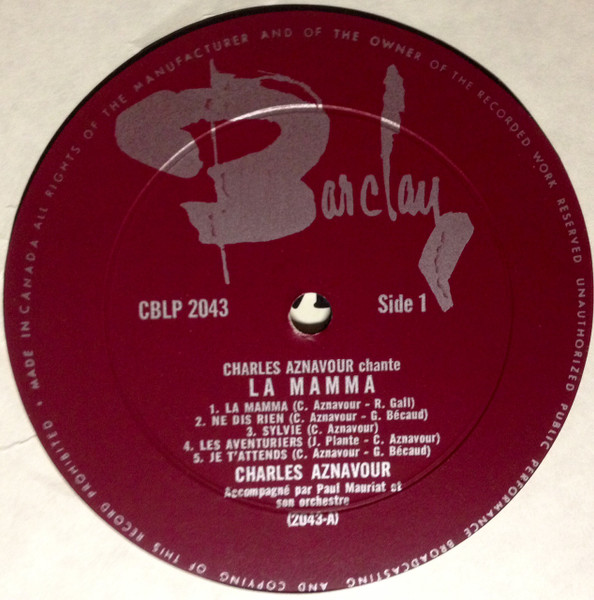 MADE IN CANADA ALL RIGHTS OF THE MANUFACTURER AND OF THE OWNER OF THE RECORDED WORK RESERVED UNAUTHORIZED PUBLIC PERFORMANCE BROADCASTING AND COPYING OF THIS RECORD PROHIBITED •
Barclay
CBLP 2043
Side 1
CHARLES AZNAVOUR chante
LA MAMMA
1. LA MAMMA (C. Aznavour - R. Gall)
2. NE DIS RIEN (C. Aznavour - G. Bécaud)
3. SYLVIE (C. Aznavour)
4. LES AVENTURIERS (J. Plante - C. Aznavour)
5. JE T'ATTENDS (C. Aznavour - G. Bécaud)
CHARLES AZNAVOUR
Accompagné par Paul Mauriat et
son orchestre
(2043-A)